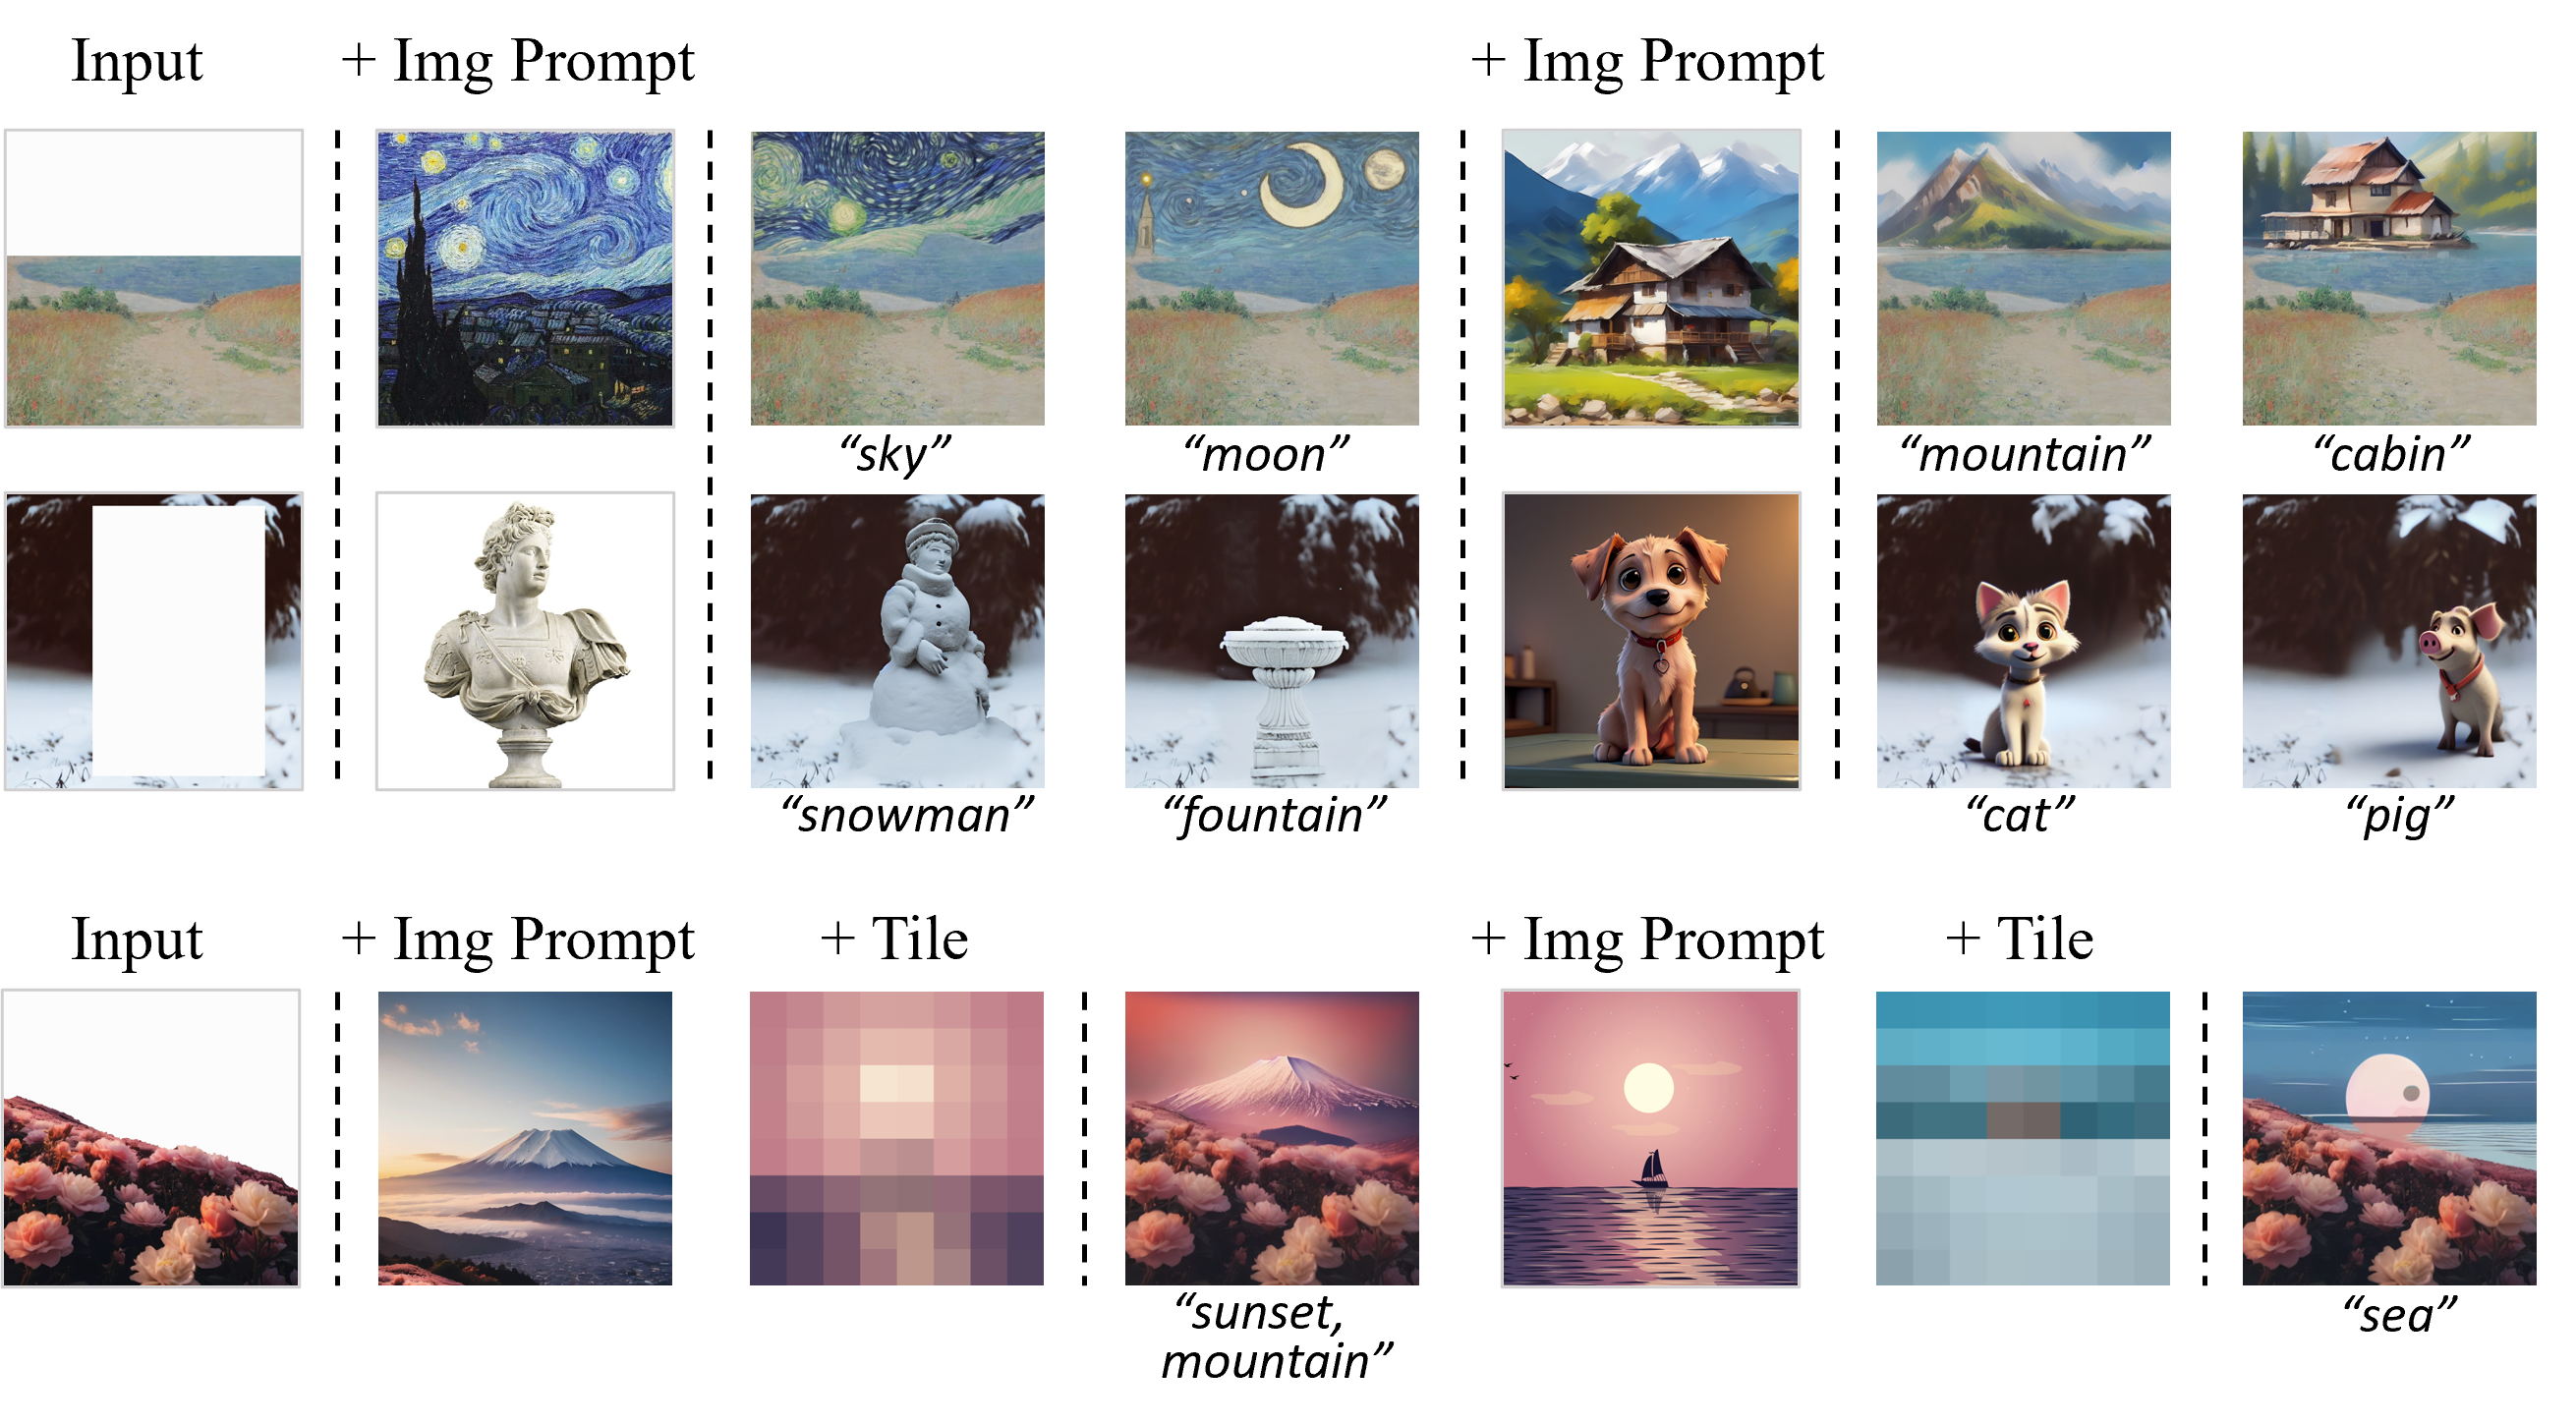 Input + Img Prompt + Img Prompt
“sky” “moon” “mountain” “cabin”
“snowman” “fountain” “cat” “pig”
Input + Img Prompt + Tile + Img Prompt + Tile
“sunset, mountain” “sea”